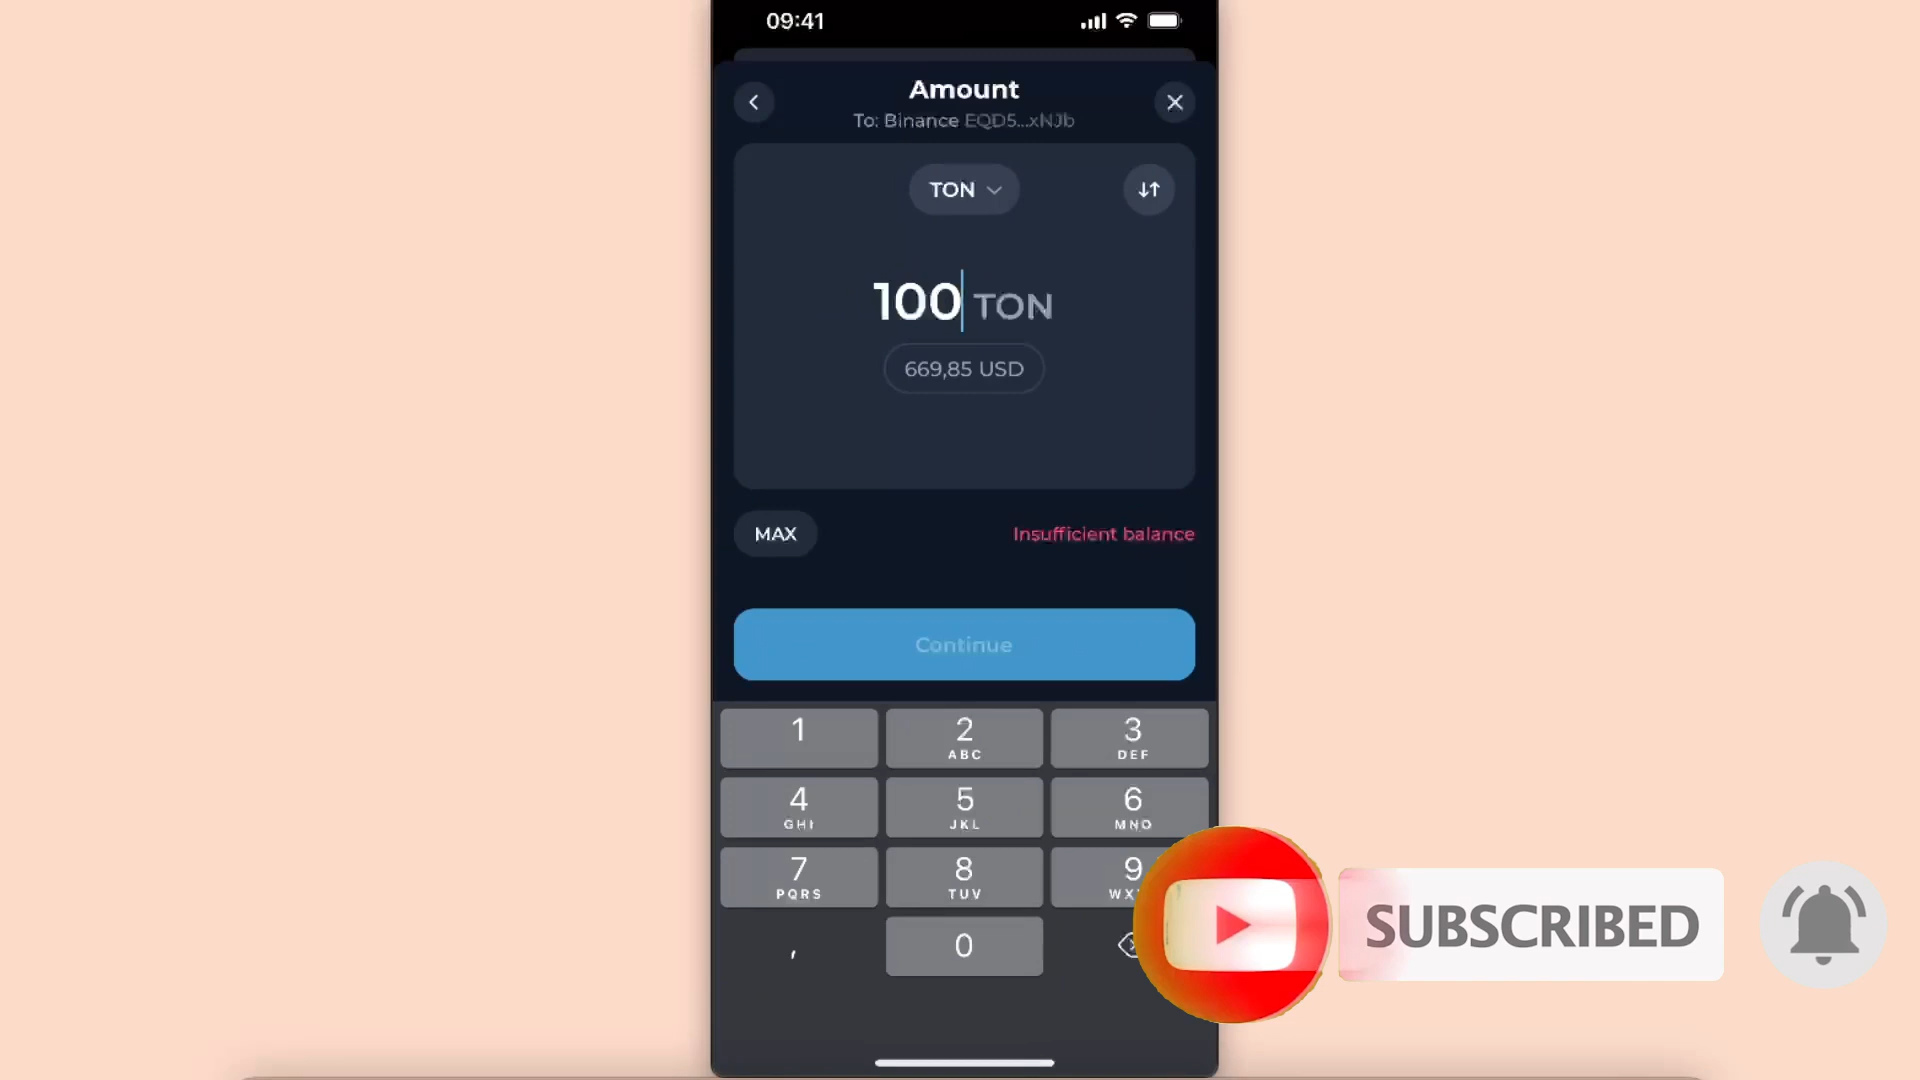 09:41
Amount
To: Binance EQD5...xNJb
TON
100 TON
669,85 USD
MAX
Insufficient balance
Continue
1
2
ABC
3
DEF
4
GHI
5
JKL
6
MNO
7
PQRS
8
TUV
9
WX
,
0
SUBSCRIBED